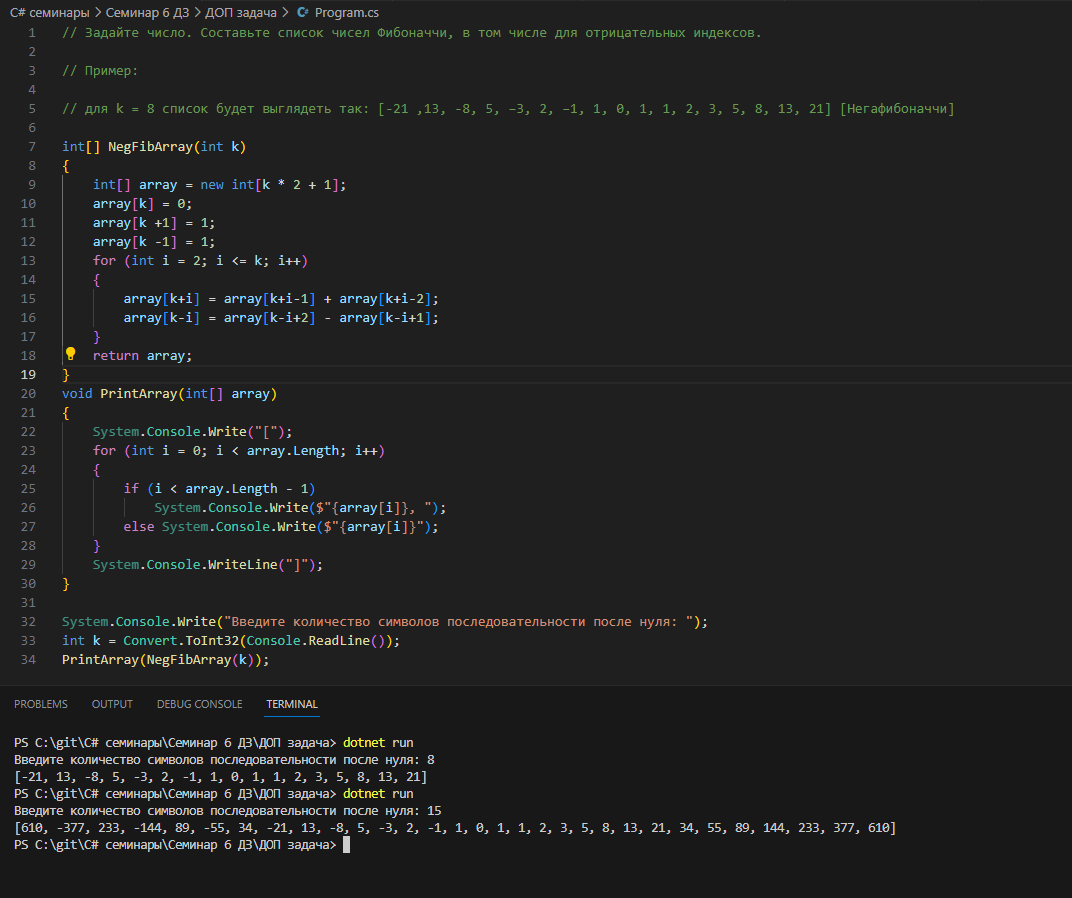 C# семинары > Семинар 6 ДЗ > ДОП задача > Program.cs
1 // Задайте число. Составьте список чисел Фибоначчи, в том числе для отрицательных индексов.
2
3 // Пример:
4
5 // для k = 8 список будет выглядеть так: [-21 ,13, -8, 5, −3, 2, −1, 1, 0, 1, 1, 2, 3, 5, 8, 13, 21] [Негафибоначчи]
6
7 int[] NegFibArray(int k)
8 {
9 int[] array = new int[k * 2 + 1];
10 array[k] = 0;
11 array[k +1] = 1;
12 array[k -1] = 1;
13 for (int i = 2; i <= k; i++)
14 {
15 array[k+i] = array[k+i-1] + array[k+i-2];
16 array[k-i] = array[k-i+2] - array[k-i+1];
17 }
18 return array;
19 }
20 void PrintArray(int[] array)
21 {
22 System.Console.Write("[");
23 for (int i = 0; i < array.Length; i++)
24 {
25 if (i < array.Length - 1)
26 System.Console.Write($"{array[i]}, ");
27 else System.Console.Write($"{array[i]}");
28 }
29 System.Console.WriteLine("]");
30 }
31
32 System.Console.Write("Введите количество символов последовательности после нуля: ");
33 int k = Convert.ToInt32(Console.ReadLine());
34 PrintArray(NegFibArray(k));
PROBLEMS OUTPUT DEBUG CONSOLE TERMINAL
PS C:\git\C# семинары\Семинар 6 ДЗ\ДОП задача> dotnet run
Введите количество символов последовательности после нуля: 8
[-21, 13, -8, 5, -3, 2, -1, 1, 0, 1, 1, 2, 3, 5, 8, 13, 21]
PS C:\git\C# семинары\Семинар 6 ДЗ\ДОП задача> dotnet run
Введите количество символов последовательности после нуля: 15
[610, -377, 233, -144, 89, -55, 34, -21, 13, -8, 5, -3, 2, -1, 1, 0, 1, 1, 2, 3, 5, 8, 13, 21, 34, 55, 89, 144, 233, 377, 610]
PS C:\git\C# семинары\Семинар 6 ДЗ\ДОП задача>